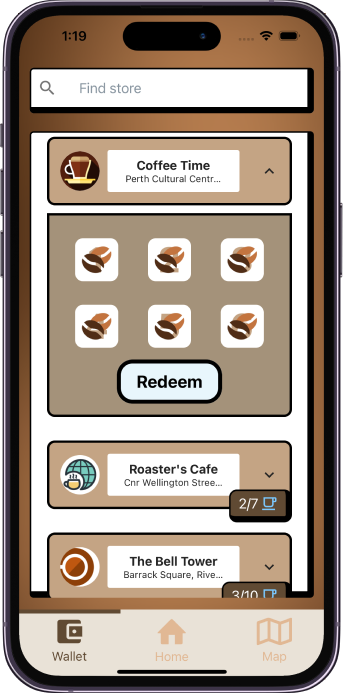 1:19
Find store
Coffee Time
Perth Cultural Centr...
Redeem
Roaster's Cafe
Cnr Wellington Stree...
2/7
The Bell Tower
Barrack Square, Rive...
3/10
Wallet
Home
Map